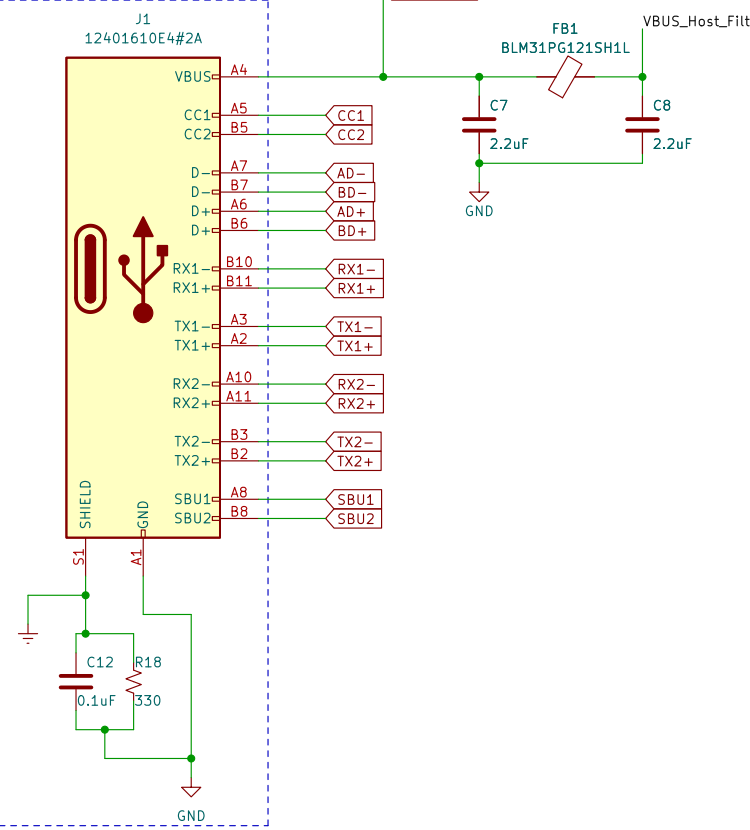 J1
12401610E4#2A
VBUS A4
CC1 A5 CC1
CC2 B5 CC2
D- A7 AD-
D- B7 BD-
D+ A6 AD+
D+ B6 BD+
RX1- B10 RX1-
RX1+ B11 RX1+
TX1- A3 TX1-
TX1+ A2 TX1+
RX2- A10 RX2-
RX2+ A11 RX2+
TX2- B3 TX2-
TX2+ B2 TX2+
SBU1 A8 SBU1
SBU2 B8 SBU2
SHIELD
GND
S1
A1
C12
0.1uF
R18
330
GND
FB1
BLM31PG121SH1L
VBUS_Host_Filt
C7
2.2uF
C8
2.2uF
GND